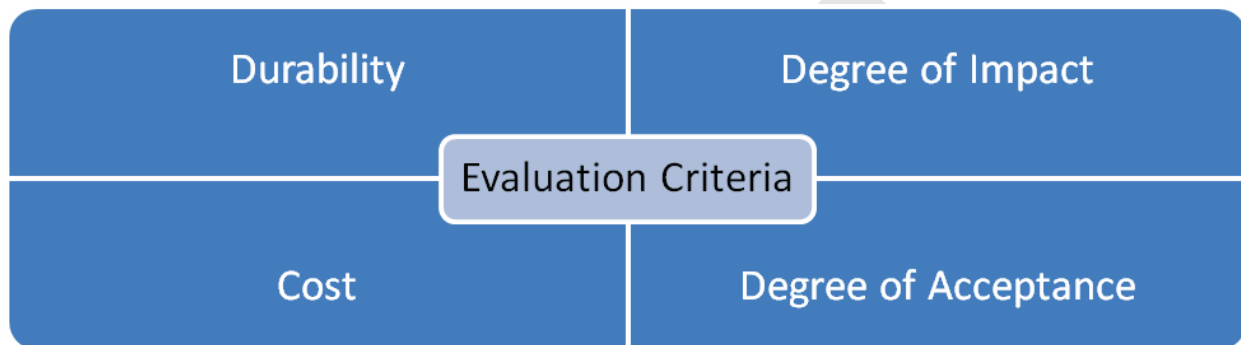 Durability
Degree of Impact
Evaluation Criteria
Cost
Degree of Acceptance